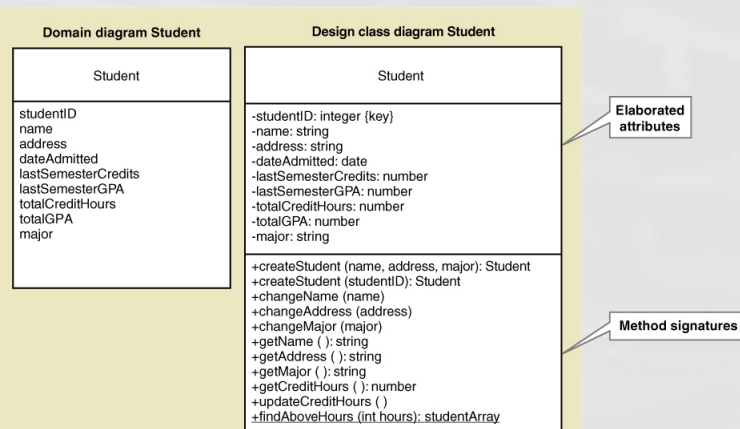 Domain diagram Student
Student
studentID
name
address
dateAdmitted
lastSemesterCredits
lastSemesterGPA
totalCreditHours
totalGPA
major
Design class diagram Student
Student
-studentID: integer {key}
-name: string
-address: string
-dateAdmitted: date
-lastSemesterCredits: number
-lastSemesterGPA: number
-totalCreditHours: number
-totalGPA: number
-major: string
+createStudent (name, address, major): Student
+createStudent (studentID): Student
+changeName (name)
+changeAddress (address)
+changeMajor (major)
+getName ( ): string
+getAddress ( ): string
+getMajor ( ): string
+getCreditHours ( ): number
+updateCreditHours ( )
+findAboveHours (int hours): studentArray
Elaborated
attributes
Method signatures